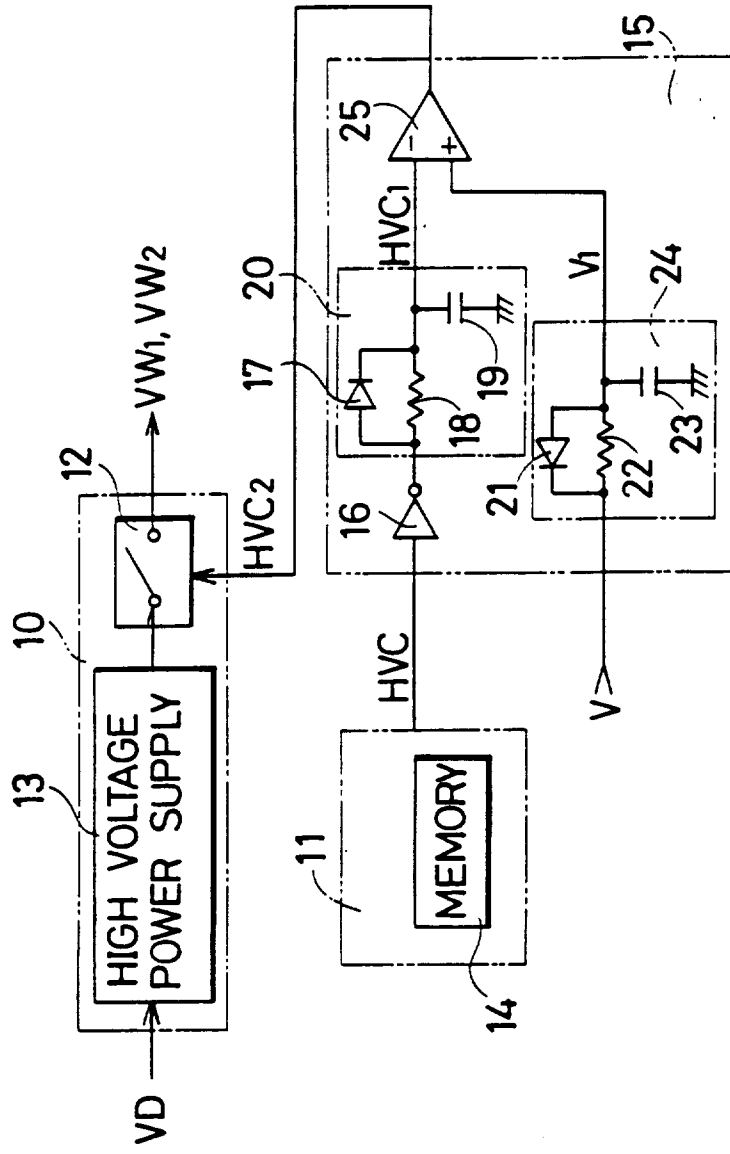 10
12
13
HIGH VOLTAGE
POWER SUPPLY
VD
VW1, VW2
HVC2
11
MEMORY
14
HVC
16
17
18
19
20
HVC1
25
−
+
15
V
21
22
23
24
V1